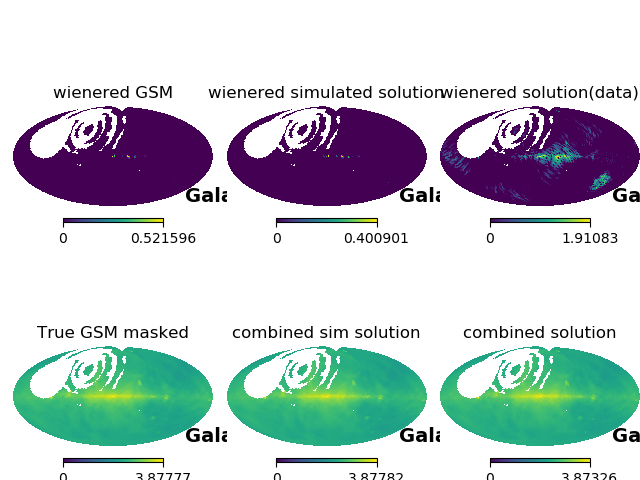 wienered GSM
wienered simulated solution
wienered solution(data)
Gala
Gala
Ga
0 0.521596
0 0.400901
0 1.91083
True GSM masked
combined sim solution
combined solution
Gala
Gala
Ga
0 3.87777
0 3.87782
0 3.87326